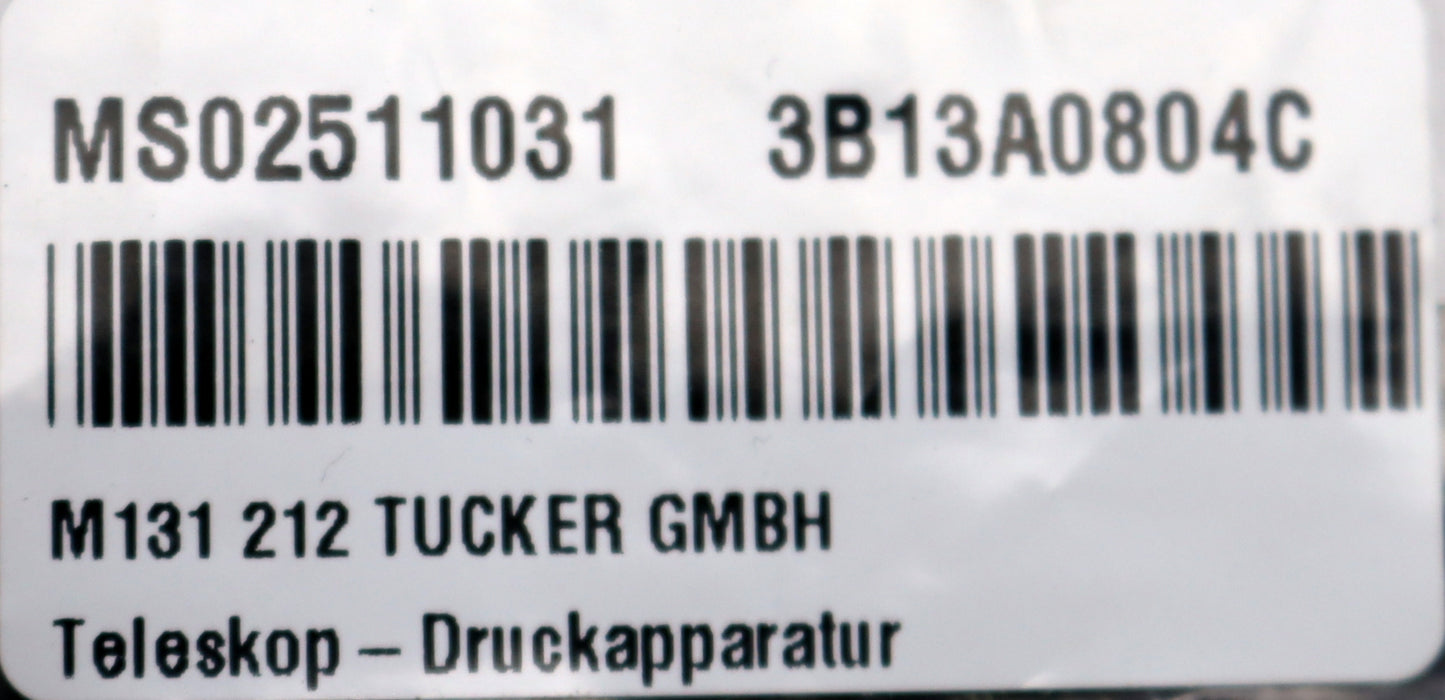 MS02511031 3B13A0804C
M131 212 TUCKER GMBH
Teleskop – Druckapparatur